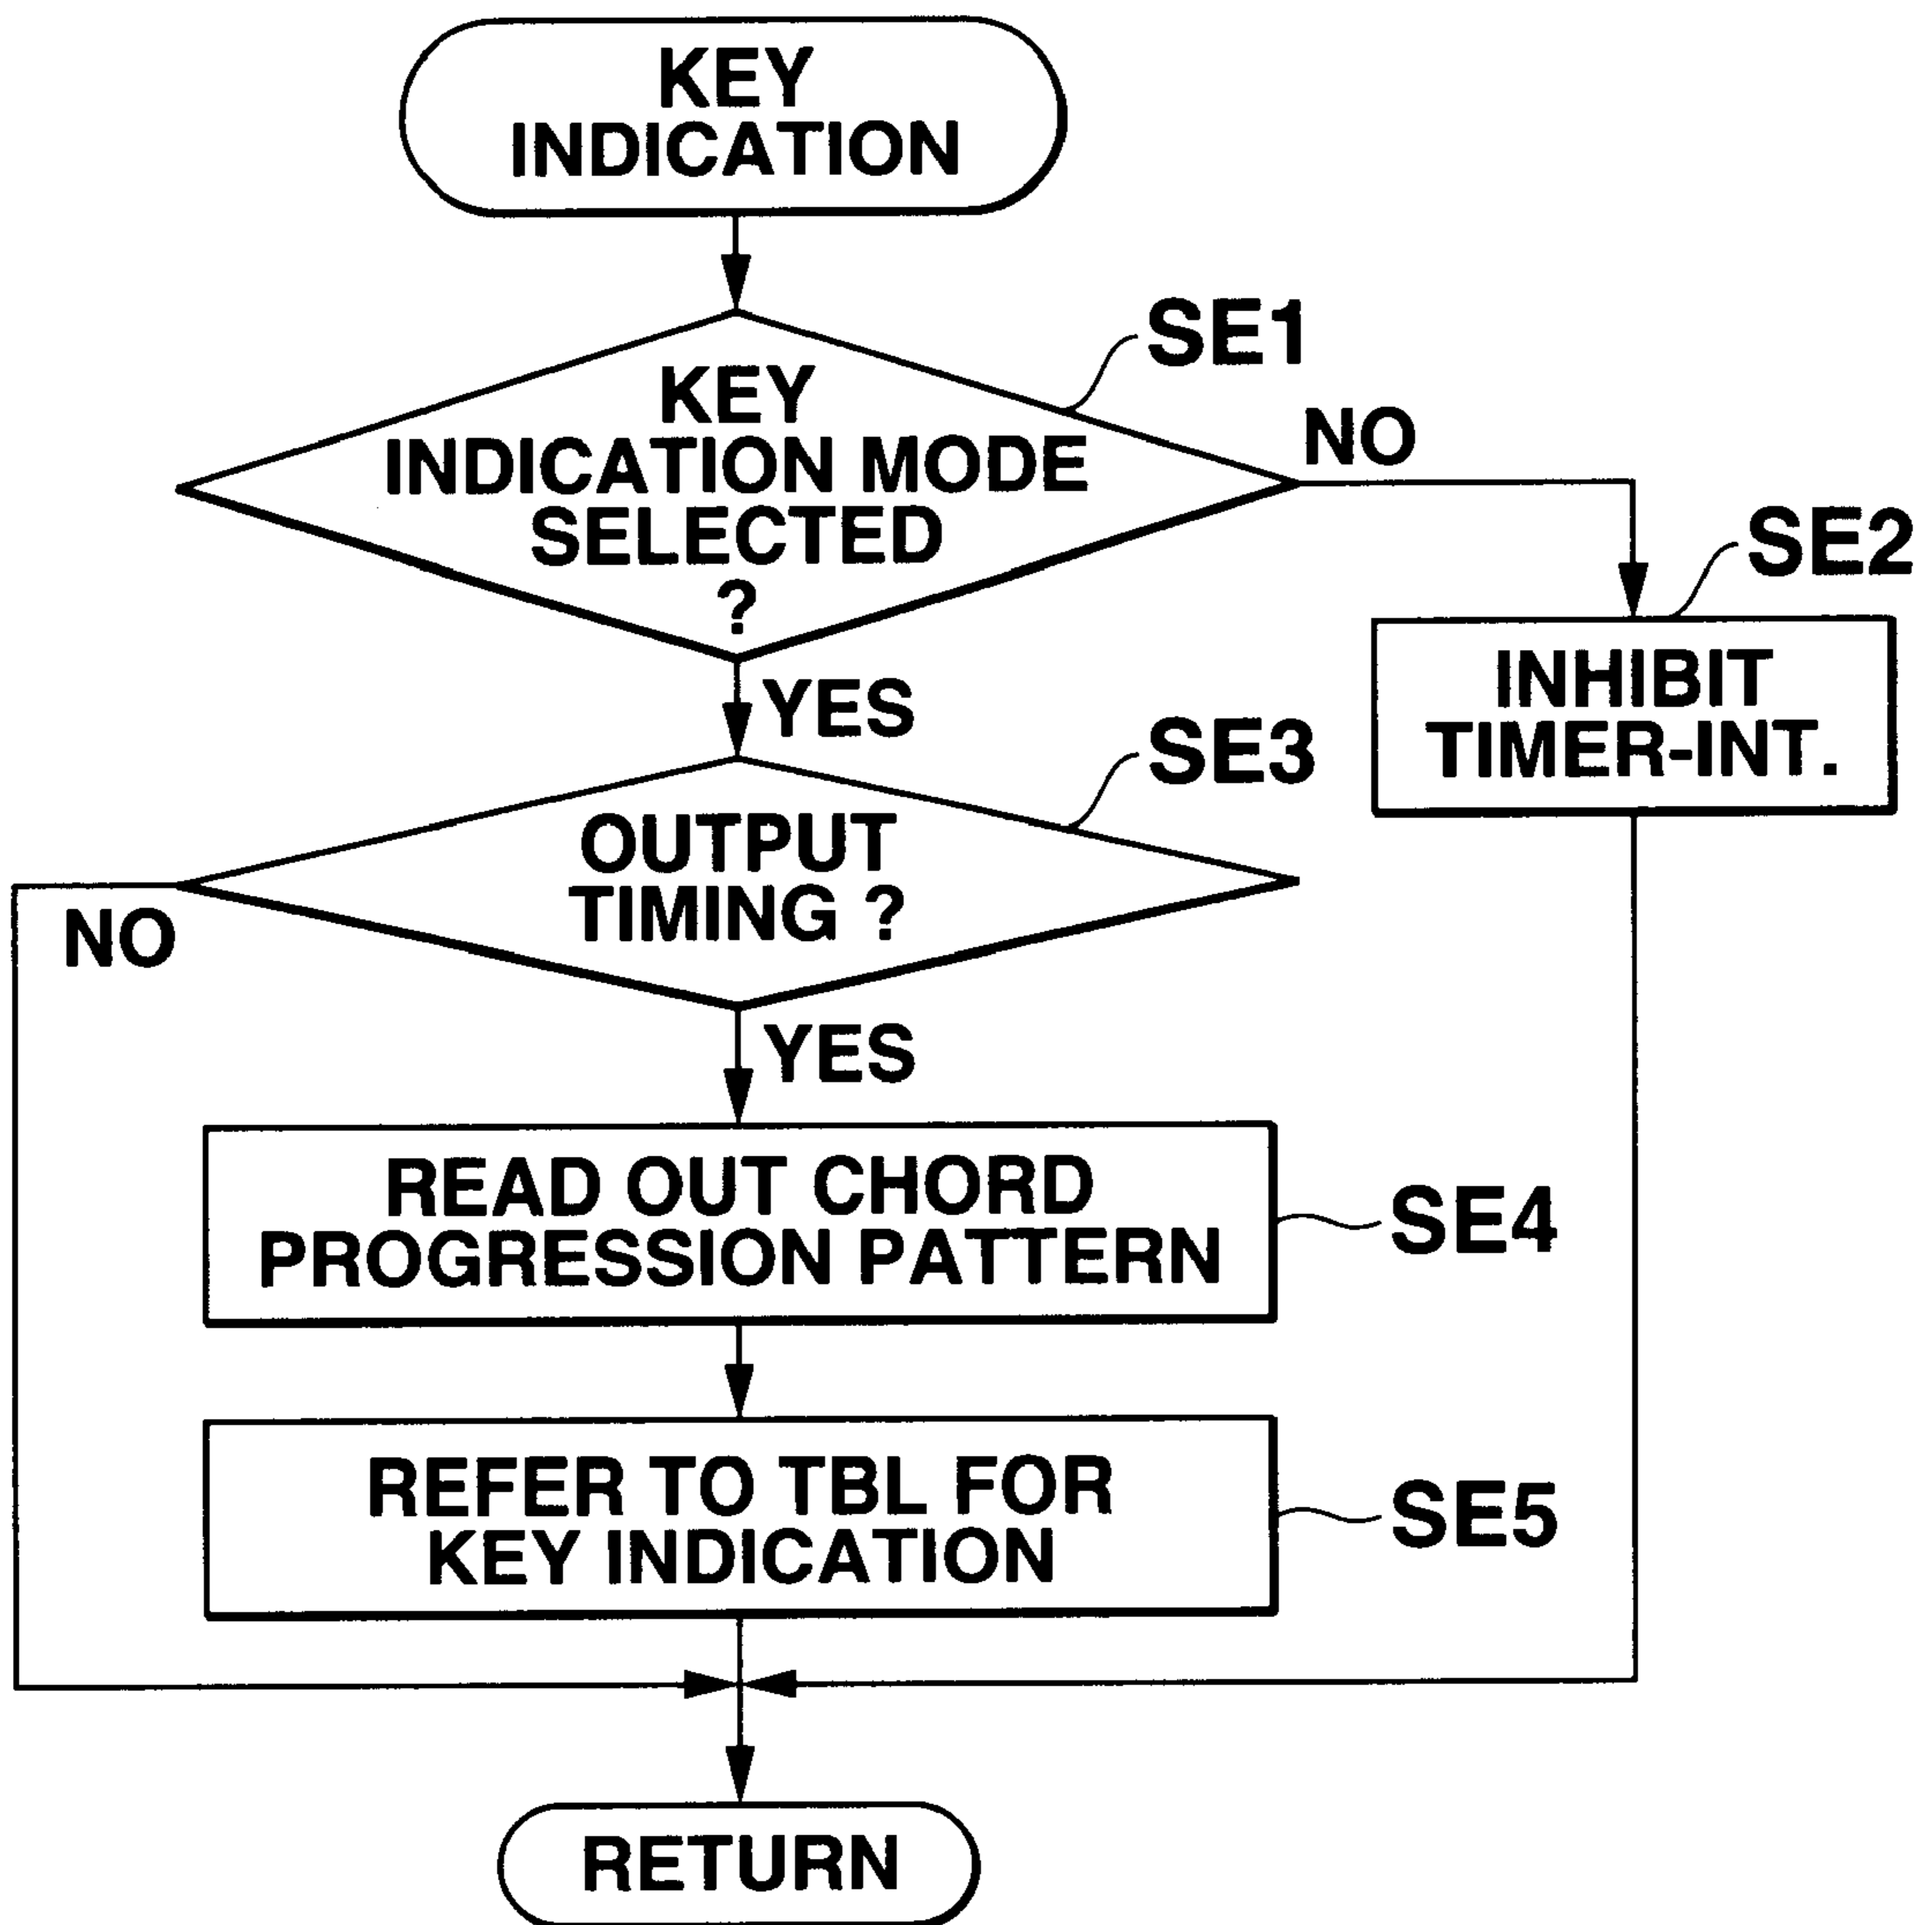 KEY
INDICATION
SE1
KEY
INDICATION MODE
SELECTED
?
NO
SE2
INHIBIT
TIMER-INT.
YES
SE3
OUTPUT
TIMING ?
NO
YES
READ OUT CHORD
PROGRESSION PATTERN
SE4
REFER TO TBL FOR
KEY INDICATION
SE5
RETURN